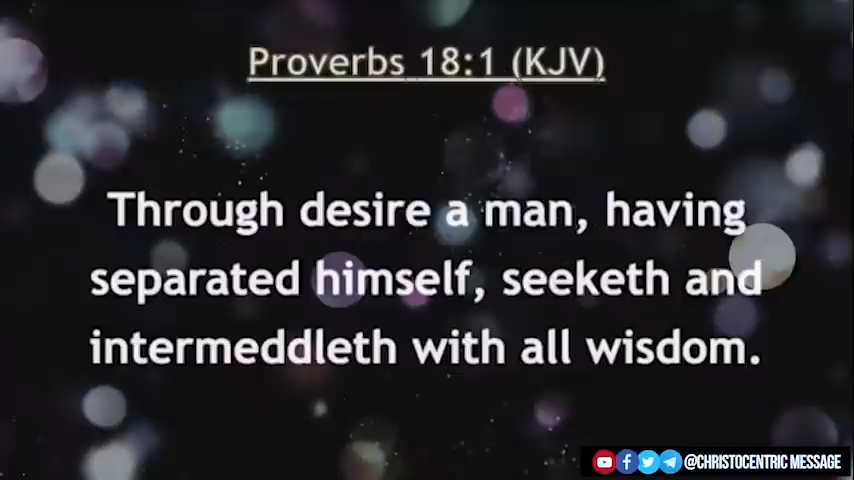 Proverbs 18:1 (KJV)
Through desire a man, having
separated himself, seeketh and
intermeddleth with all wisdom.
@CHRISTOCENTRIC MESSAGE